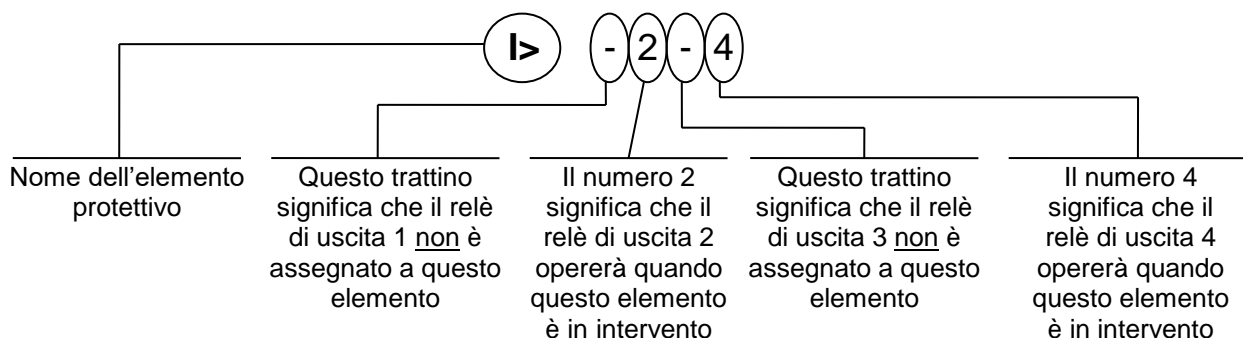 I> - 2 - 4
Nome dell’elemento
protettivo
Questo trattino
significa che il relè
di uscita 1 non è
assegnato a questo
elemento
Il numero 2
significa che il
relè di uscita 2
opererà quando
questo elemento
è in intervento
Questo trattino
significa che il relè
di uscita 3 non è
assegnato a questo
elemento
Il numero 4
significa che il
relè di uscita 4
opererà quando
questo elemento
è in intervento